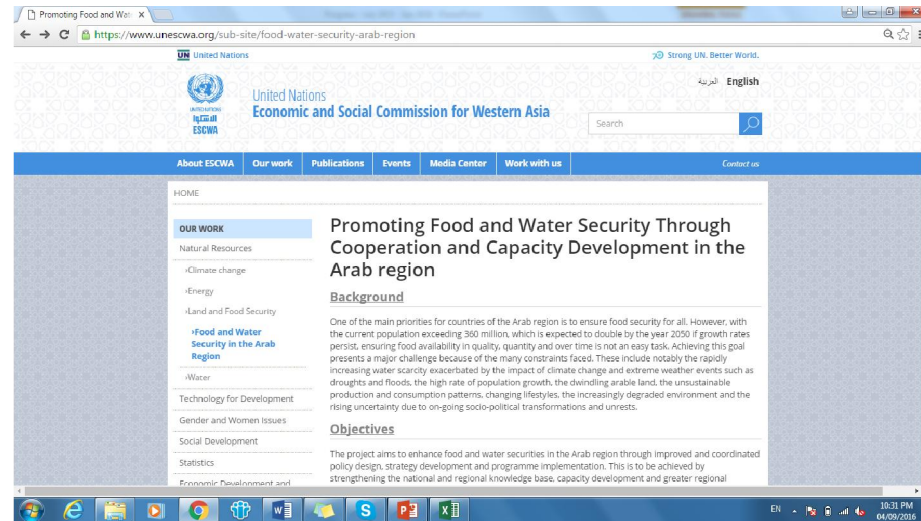 Promoting Food and Wat
https://www.unescwa.org/sub-site/food-water-security-arab-region
UN United Nations
Strong UN. Better World.
العربية English
UNITED NATIONS
الاسكوا
ESCWA
United Nations
Economic and Social Commission for Western Asia
Search
About ESCWA Our work Publications Events Media Center Work with us Contact us
HOME
OUR WORK
Natural Resources
›Climate change
›Energy
›Land and Food Security
›Food and Water
Security in the Arab
Region
›Water
Technology for Development
Gender and Women Issues
Social Development
Statistics
Economic Development and
Promoting Food and Water Security Through
Cooperation and Capacity Development in the
Arab region
Background
One of the main priorities for countries of the Arab region is to ensure food security for all. However, with
the current population exceeding 360 million, which is expected to double by the year 2050 if growth rates
persist, ensuring food availability in quality, quantity and over time is not an easy task. Achieving this goal
presents a major challenge because of the many constraints faced. These include notably the rapidly
increasing water scarcity exacerbated by the impact of climate change and extreme weather events such as
droughts and floods, the high rate of population growth, the dwindling arable land, the unsustainable
production and consumption patterns, changing lifestyles, the increasingly degraded environment and the
rising uncertainty due to on-going socio-political transformations and unrests.
Objectives
The project aims to enhance food and water securities in the Arab region through improved and coordinated
policy design, strategy development and programme implementation. This is to be achieved by
strengthening the national and regional knowledge base, capacity development and greater regional
EN
10:31 PM
04/09/2016